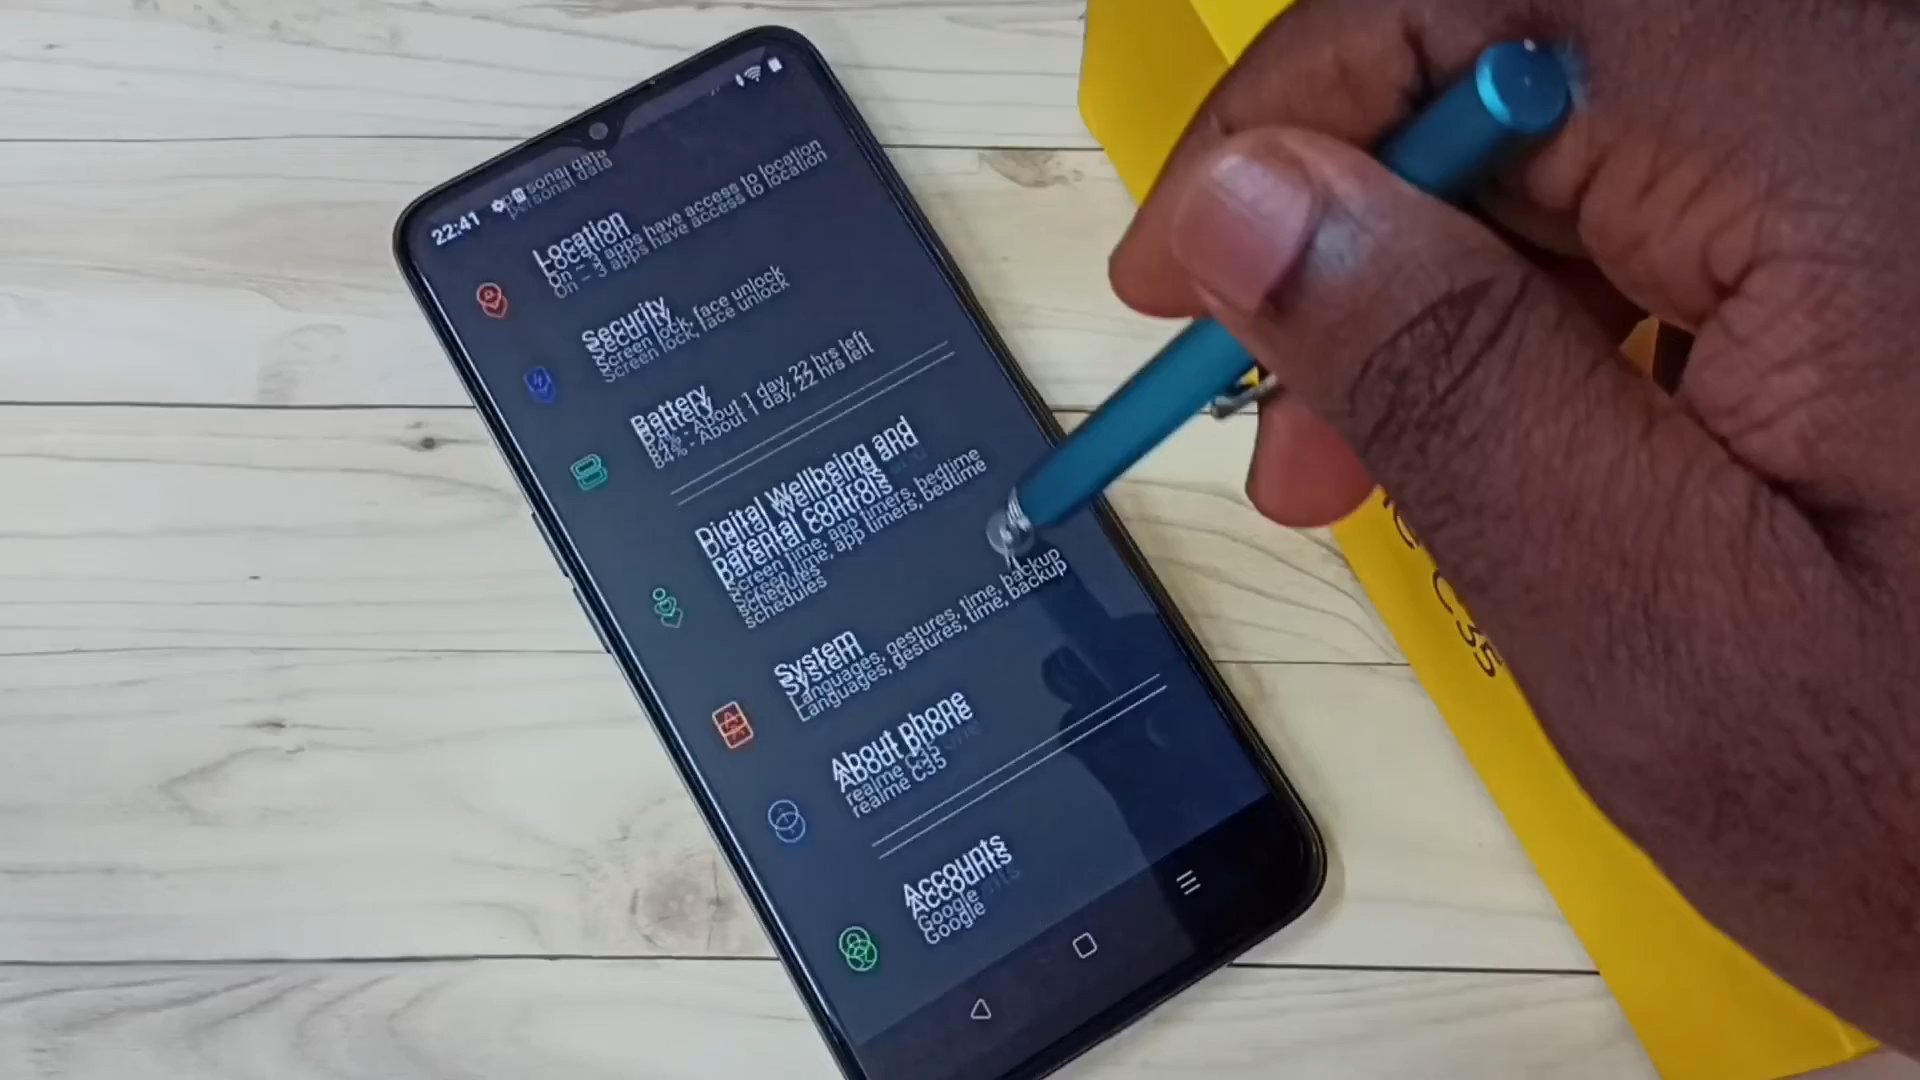 22:41
personal data
Location
On – 3 apps have access to location
Security
Screen lock, face unlock
Battery
84% - About 1 day, 22 hrs left
Digital Wellbeing and
Parental controls
Screen time, app timers, bedtime
schedules
System
Languages, gestures, time, backup
About phone
realme C35
Accounts
Google
C35